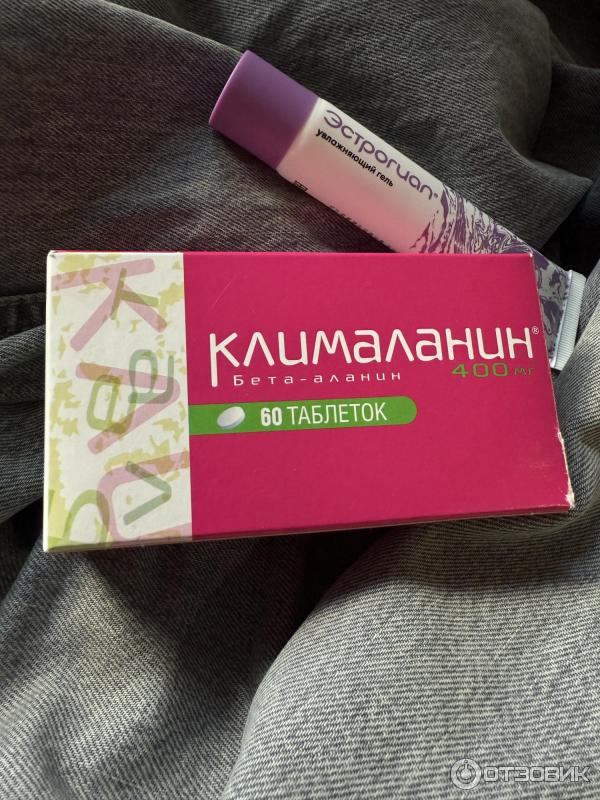 Эстрогиал®
увлажняющий гель
Клималанин®
Бета-аланин 400 мг
60 ТАБЛЕТОК
ОТЗОВИК